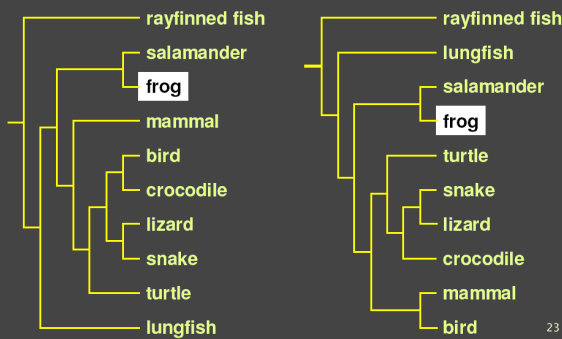 rayfinned fish
salamander
frog
mammal
bird
crocodile
lizard
snake
turtle
lungfish
rayfinned fish
lungfish
salamander
frog
turtle
snake
lizard
crocodile
mammal
bird
23